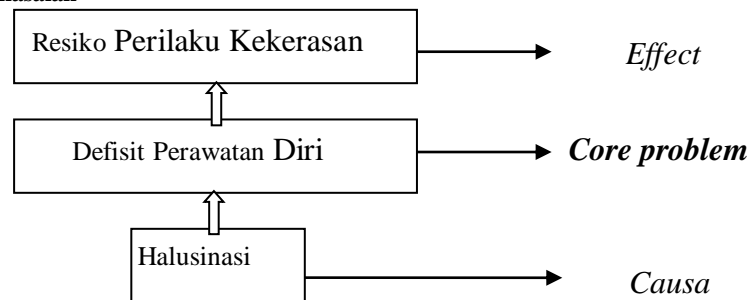 Resiko Perilaku Kekerasan
Effect
Defisit Perawatan Diri
Core problem
Halusinasi
Causa